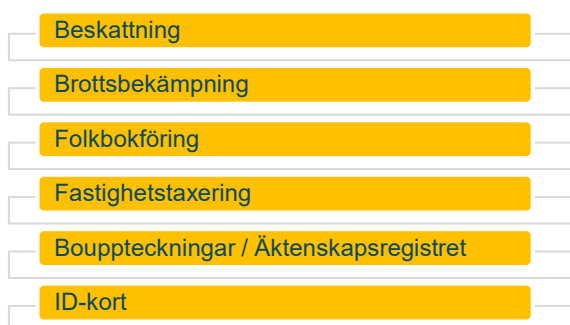 Beskattning
Brottsbekämpning
Folkbokföring
Fastighetstaxering
Bouppteckningar / Äktenskapsregistret
ID-kort